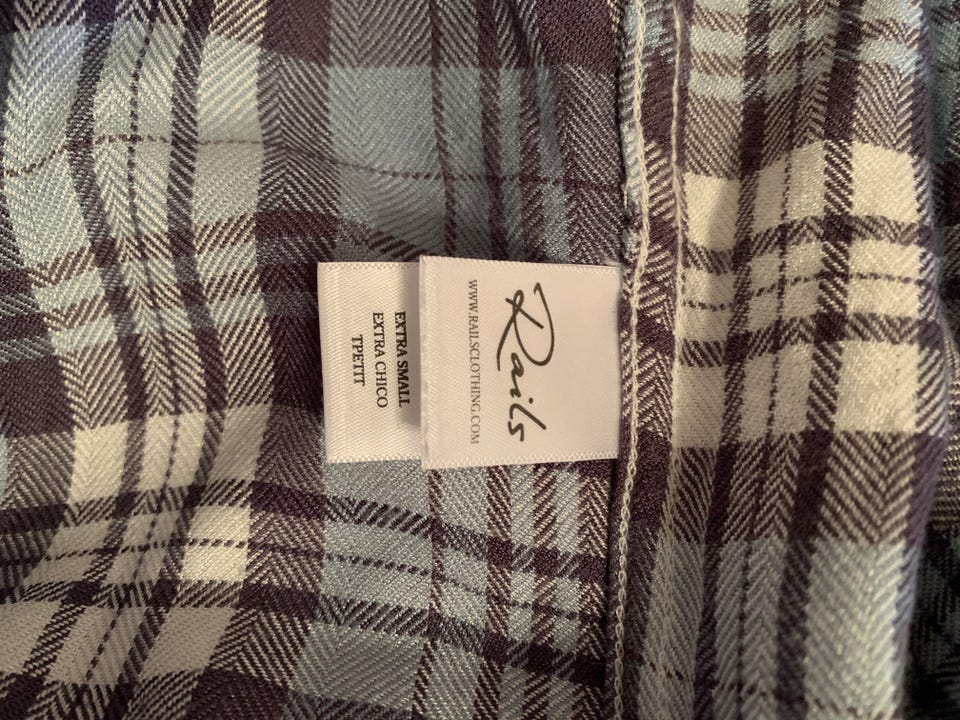 Rails
WWW.RAILSCLOTHING.COM
EXTRA SMALL
EXTRA CHICO
TPETIT